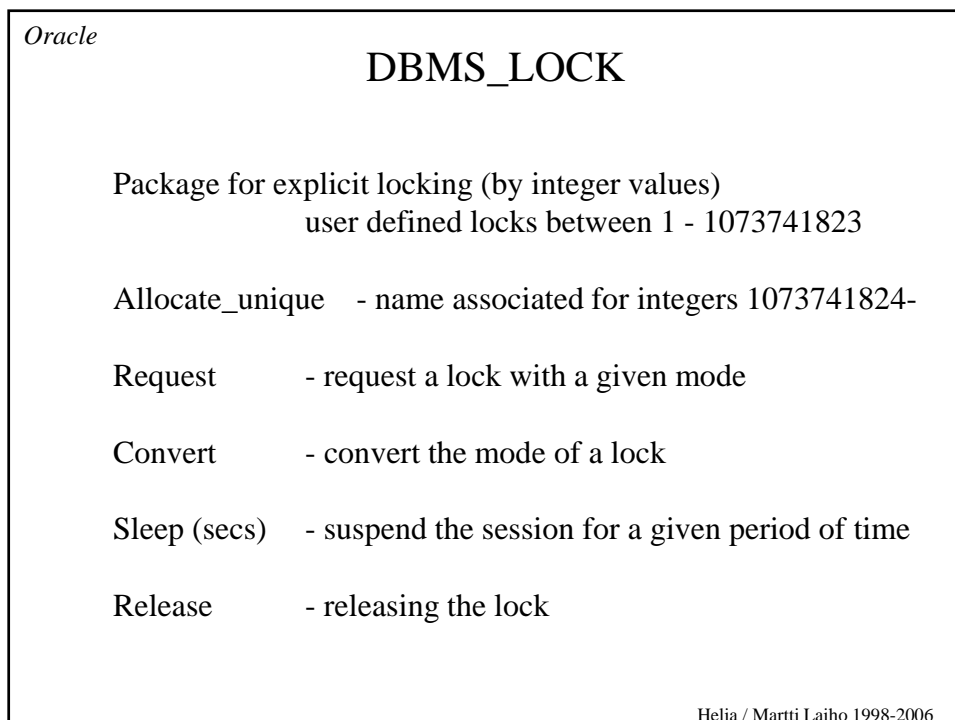 Oracle
DBMS_LOCK
Package for explicit locking (by integer values)
user defined locks between 1 - 1073741823
Allocate_unique - name associated for integers 1073741824-
Request - request a lock with a given mode
Convert - convert the mode of a lock
Sleep (secs) - suspend the session for a given period of time
Release - releasing the lock
Helia / Martti Laiho 1998-2006